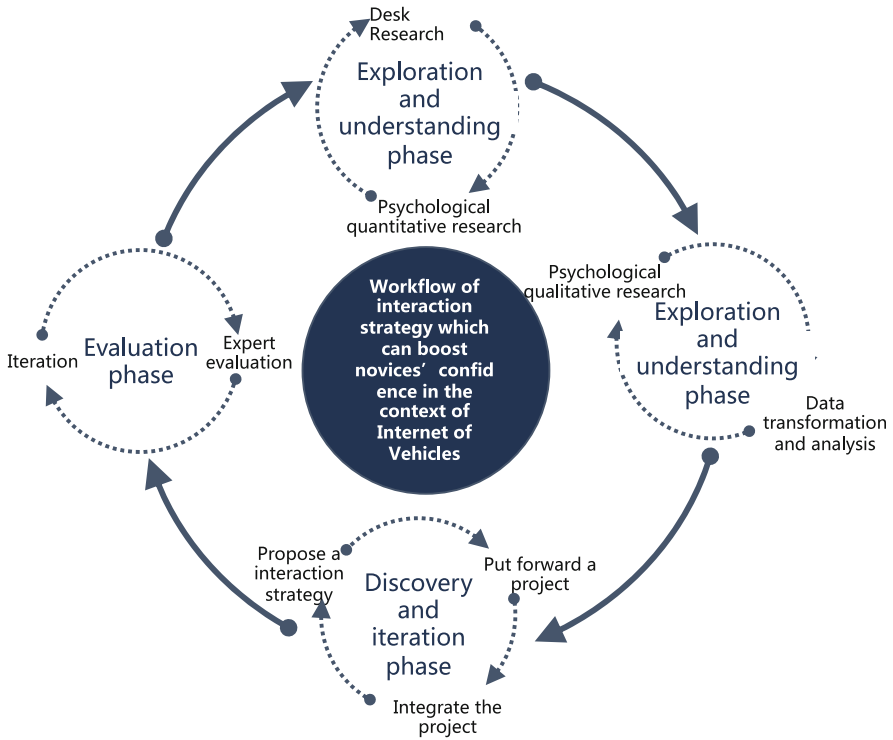 Desk
Research
Exploration
and
understanding
phase
Psychological
quantitative research
Psychological
qualitative research
Exploration
and
understanding
phase
Data
transformation
and analysis
Workflow of
interaction
strategy which
can boost
novices’ confid
ence in the
context of
Internet of
Vehicles
Iteration
Evaluation
phase
Expert
evaluation
Propose a
interaction
strategy
Put forward a
project
Discovery
and
iteration
phase
Integrate the
project